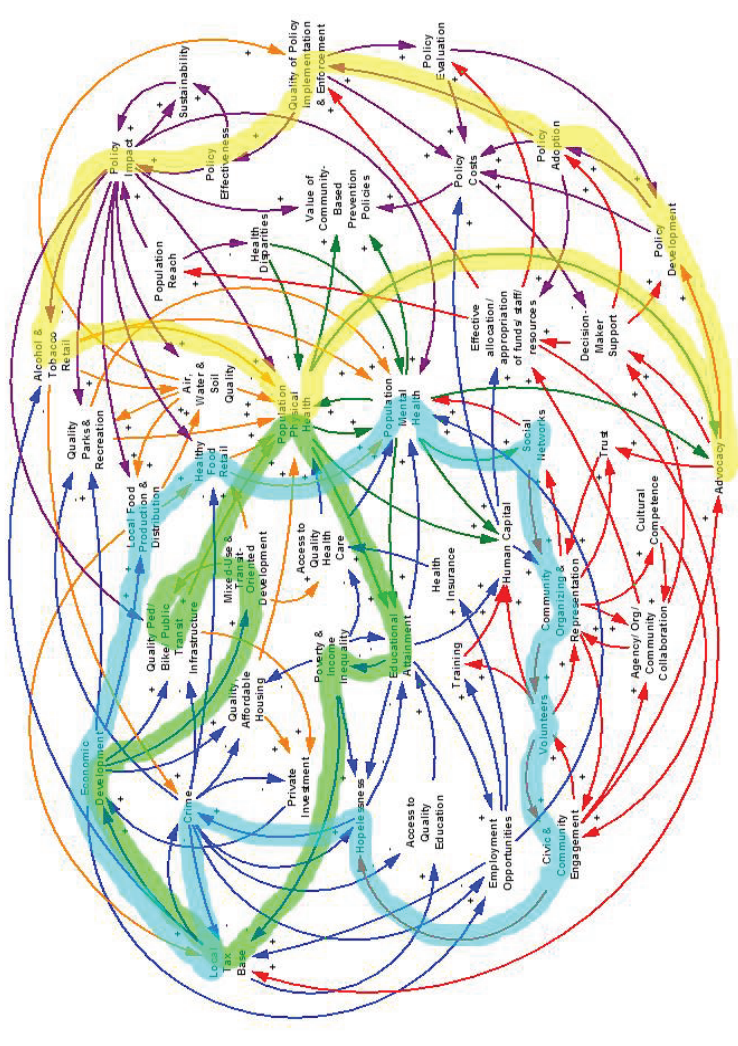 Quality of Policy
Implementation
& Enforcement
Policy
Evaluation
Sustainability
Policy
Impact
Policy
Effectiveness
Policy
Adoption
Value of
Community-
Based
Prevention
Policies
Policy
Costs
Population
Reach
Health
Disparities
Policy
Development
Alcohol &
Tobacco
Retail
Effective
allocation/
appropriation
of funds/ staff/
resources
Decision-
Maker
Support
Quality
Parks &
Recreation
Air,
Water &
Soil
Quality
Population
Physical
Health
Population
Mental
Health
Healthy
Food
Retail
Social
Networks
Trust
Advocacy
Local Food
Production &
Distribution
Mixed-Use &
Transit-
Oriented
Development
Access to
Quality
Health
Care
Human Capital
Cultural
Competence
Health
Insurance
Community
Organizing &
Representation
Quality Ped/
Bike/ Public
Transit
Infrastructure
Poverty &
Income
Inequality
Educational
Attainment
Training
Agency/ Org/
Community
Collaboration
Quality
Affordable
Housing
Volunteers
Economic
Development
Private
Investment
Crime
Hopelessness
Access to
Quality
Education
Employment
Opportunities
Civic &
Community
Engagement
Local
Tax
Base